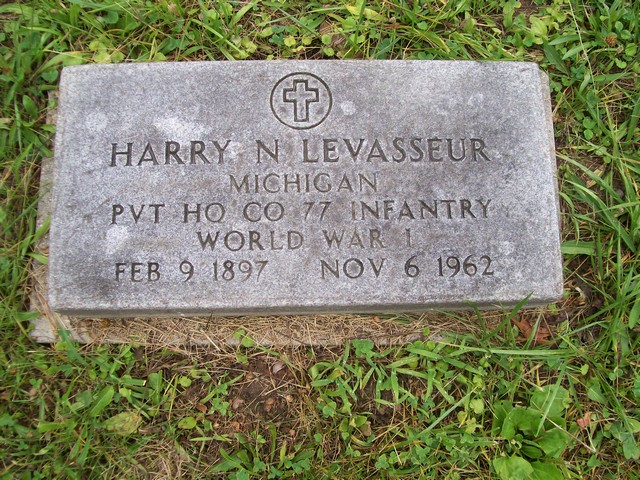 HARRY N LEVASSEUR
MICHIGAN
PVT HQ CO 77 INFANTRY
WORLD WAR I
FEB 9 1897 NOV 6 1962